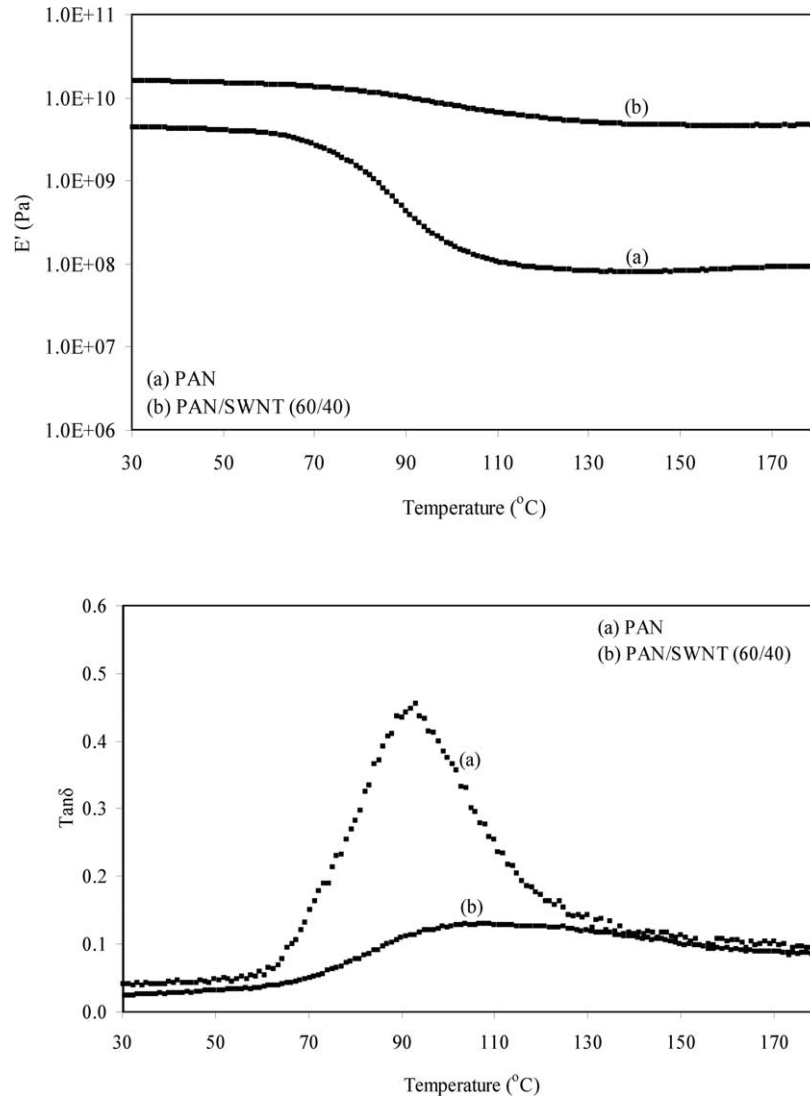 1.0E+11
1.0E+10
1.0E+09
1.0E+08
1.0E+07
1.0E+06
E' (Pa)
(b)
(a)
(a) PAN
(b) PAN/SWNT (60/40)
30 50 70 90 110 130 150 170
Temperature (°C)
0.6
0.5
0.4
0.3
0.2
0.1
0.0
Tanδ
(a) PAN
(b) PAN/SWNT (60/40)
(a)
(b)
30 50 70 90 110 130 150 170
Temperature (°C)